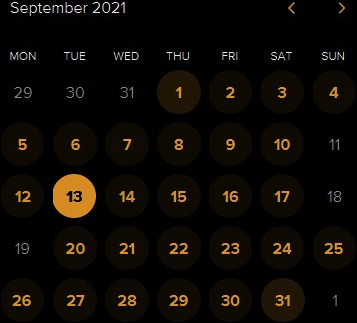 September 2021
MON TUE WED THU FRI SAT SUN
29 30 31 1 2 3 4
5 6 7 8 9 10 11
12 13 14 15 16 17 18
19 20 21 22 23 24 25
26 27 28 29 30 31 1